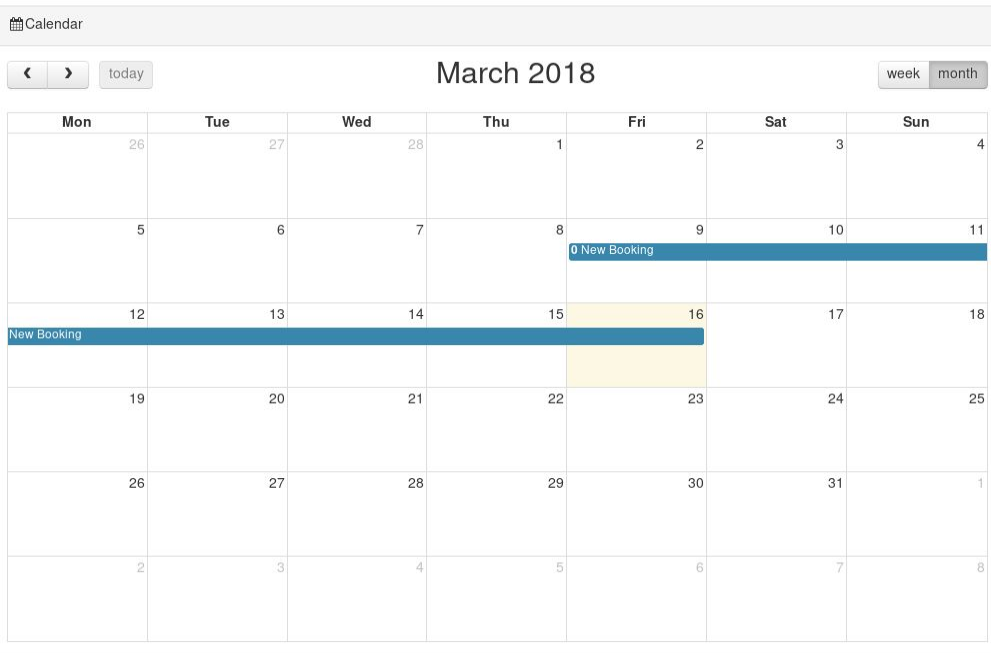 Calendar
today
March 2018
week month
Mon Tue Wed Thu Fri Sat Sun
26 27 28 1 2 3 4
5 6 7 8 9 10 11
0 New Booking
12 13 14 15 16 17 18
New Booking
19 20 21 22 23 24 25
26 27 28 29 30 31 1
2 3 4 5 6 7 8